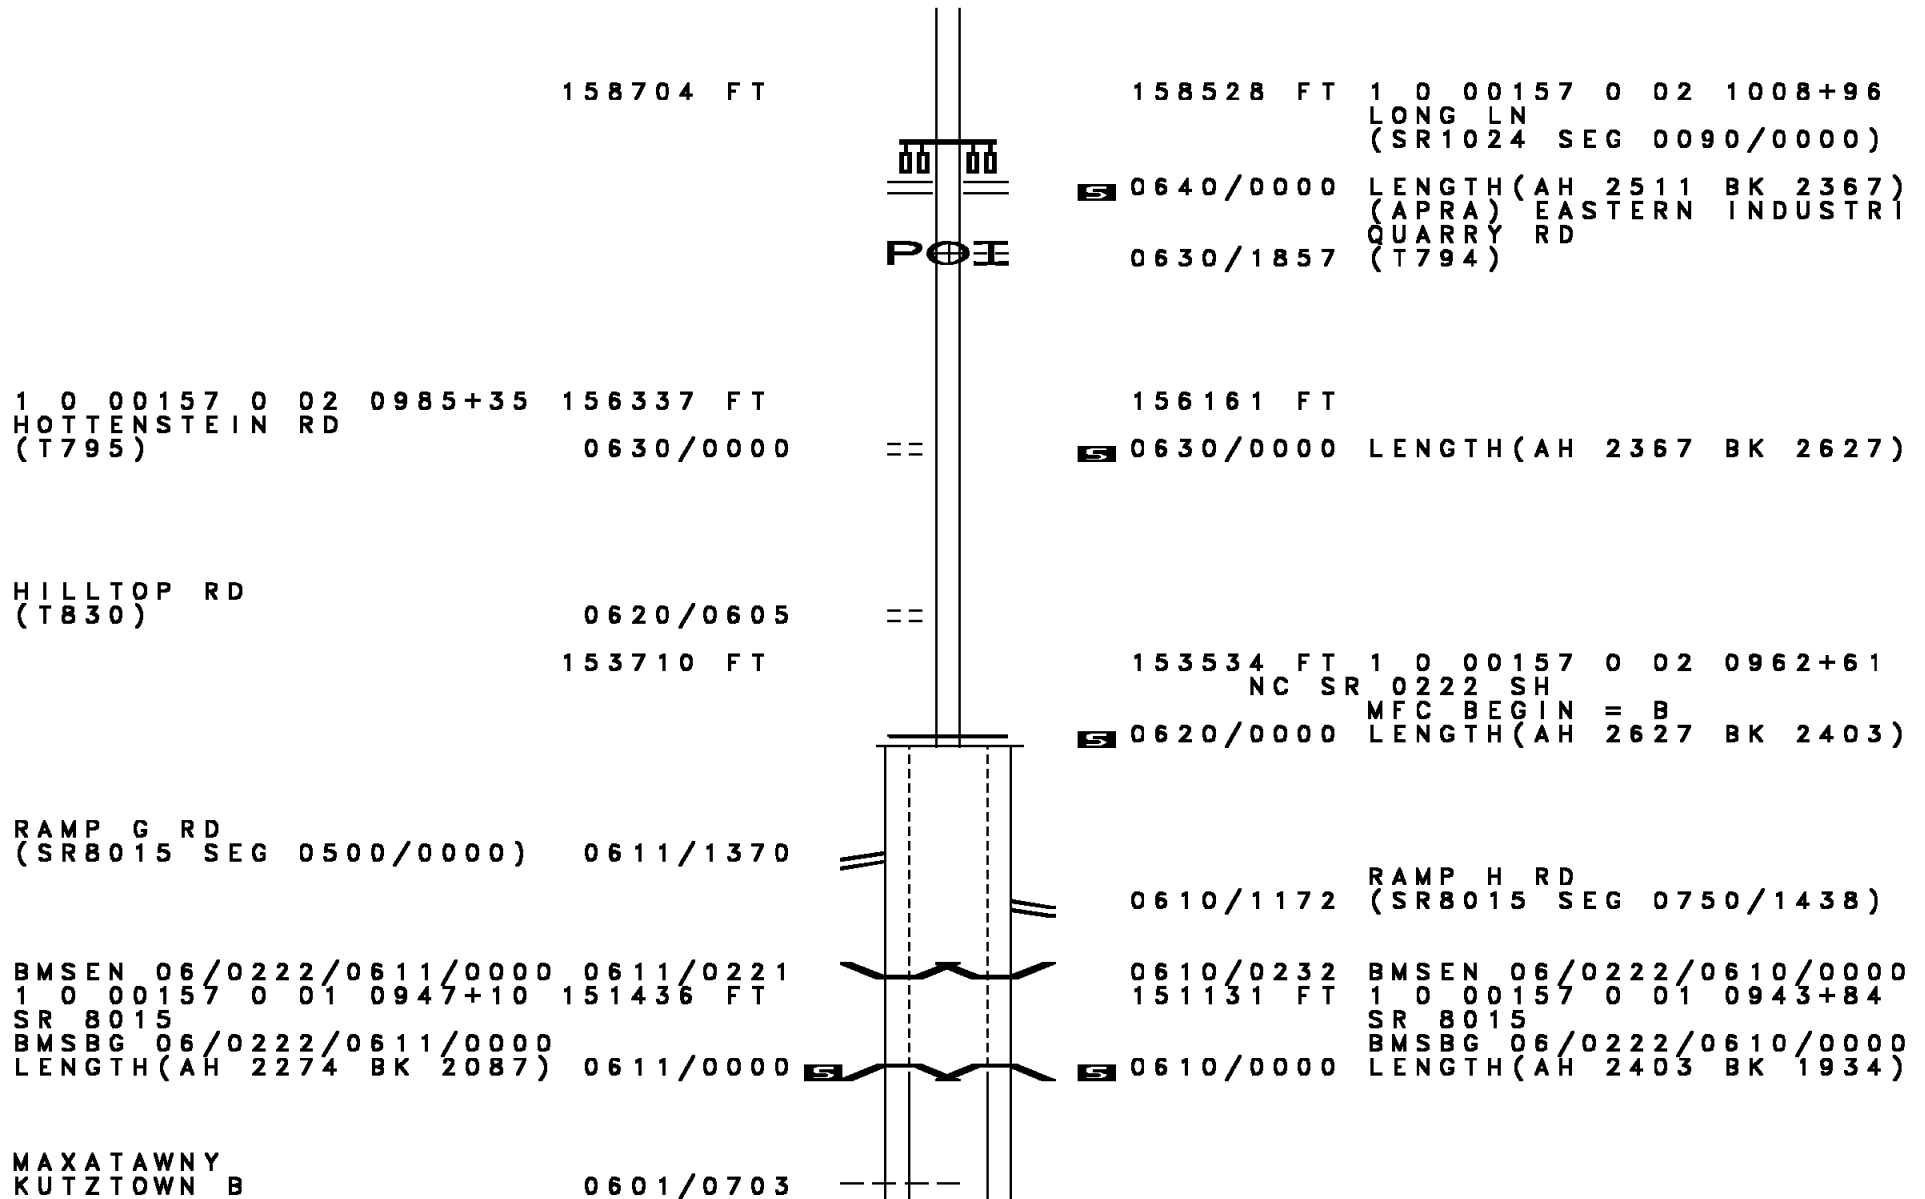 158704 FT 158528 FT 1 0 00157 0 02 1008+96
LONG LN
(SR1024 SEG 0090/0000)
S 0640/0000 LENGTH(AH 2511 BK 2367)
(APRA) EASTERN INDUSTRI
QUARRY RD
POI 0630/1857 (T794)
1 0 00157 0 02 0985+35 156337 FT 156161 FT
HOTTENSTEIN RD
(T795) 0630/0000 S 0630/0000 LENGTH(AH 2367 BK 2627)
HILLTOP RD
(T830) 0620/0605
153710 FT 153534 FT 1 0 00157 0 02 0962+61
NC SR 0222 SH
MFC BEGIN = B
S 0620/0000 LENGTH(AH 2627 BK 2403)
RAMP G RD
(SR8015 SEG 0500/0000) 0611/1370
RAMP H RD
0610/1172 (SR8015 SEG 0750/1438)
BMSEN 06/0222/0611/0000 0611/0221 0610/0232 BMSEN 06/0222/0610/0000
1 0 00157 0 01 0947+10 151436 FT 151131 FT 1 0 00157 0 01 0943+84
SR 8015 SR 8015
BMSBG 06/0222/0611/0000 BMSBG 06/0222/0610/0000
LENGTH(AH 2274 BK 2087) 0611/0000 S S 0610/0000 LENGTH(AH 2403 BK 1934)
MAXATAWNY
KUTZTOWN B 0601/0703